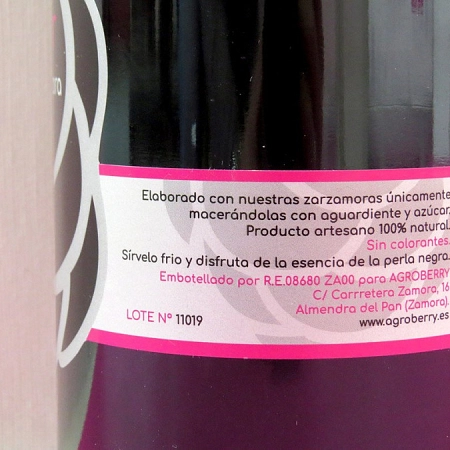 Elaborado con nuestras zarzamoras únicamente
macerándolas con aguardiente y azúcar.
Producto artesano 100% natural.
Sin colorantes.
Sírvelo frio y disfruta de la esencia de la perla negra.
Embotellado por R.E.08680 ZA00 para AGROBERRY
C/ Carrretera Zamora, 16
Almendra del Pan (Zamora).
LOTE Nº 11019
www.agroberry.es